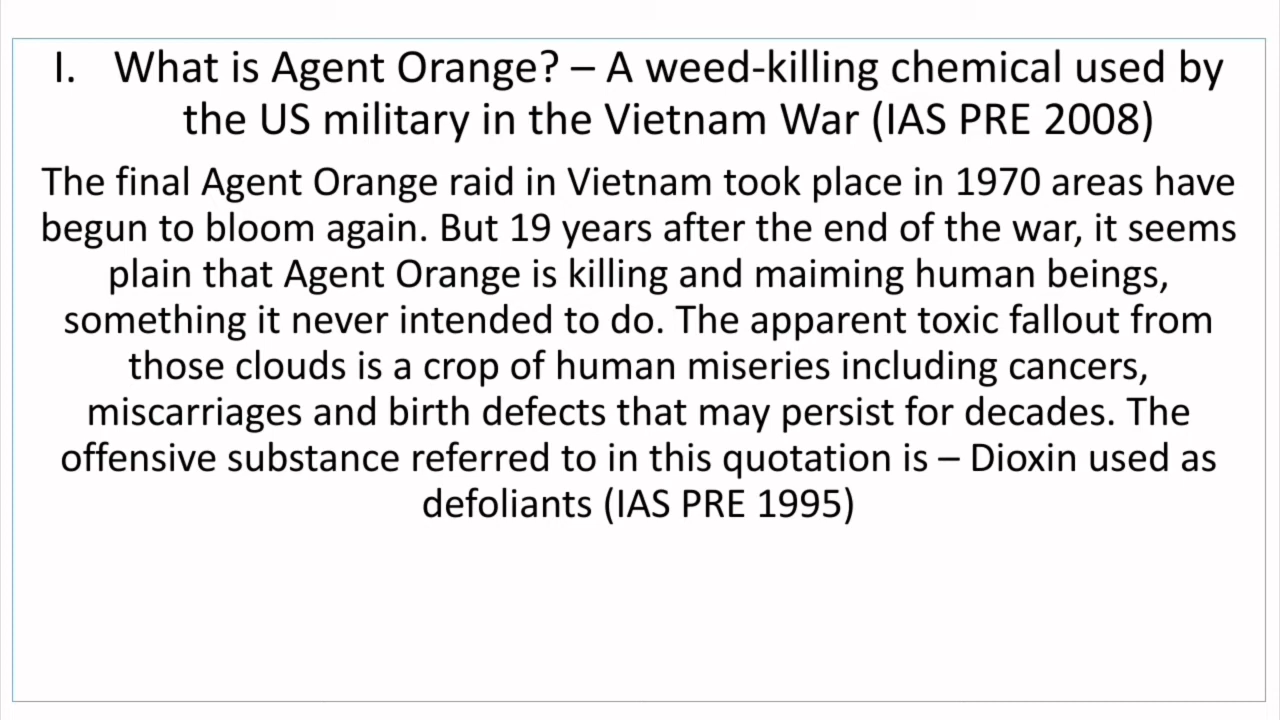 I. What is Agent Orange? – A weed-killing chemical used by
the US military in the Vietnam War (IAS PRE 2008)
The final Agent Orange raid in Vietnam took place in 1970 areas have
begun to bloom again. But 19 years after the end of the war, it seems
plain that Agent Orange is killing and maiming human beings,
something it never intended to do. The apparent toxic fallout from
those clouds is a crop of human miseries including cancers,
miscarriages and birth defects that may persist for decades. The
offensive substance referred to in this quotation is – Dioxin used as
defoliants (IAS PRE 1995)